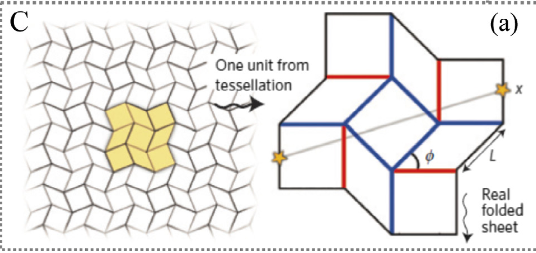 C
(a)
One unit from
tessellation
x
ϕ
L
Real
folded
sheet